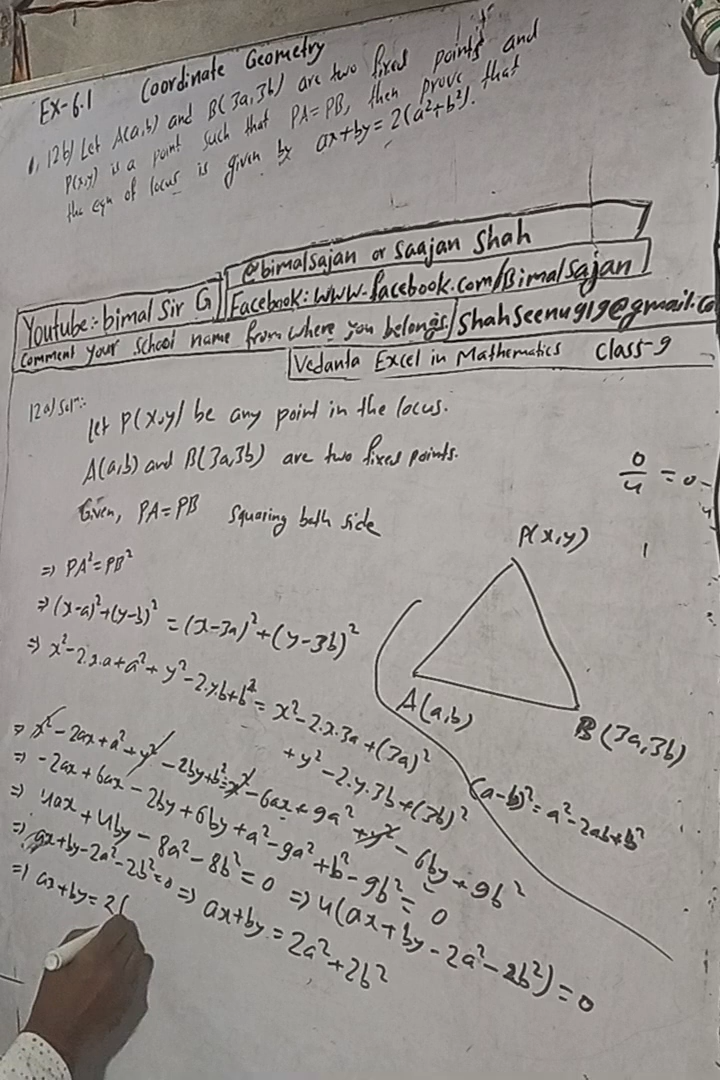 Ex-6.1 Coordinate Geometry
1, 12b) Let A(a,b) and B(3a,3b) are two fixed points and
P(x,y) is a point such that PA=PB, then prove that
the eqn of locus is given by ax+by=2(a²+b²).
@bimalsajan or Saajan Shah
Youtube:-bimal Sir G
Facebook: www.facebook.com/Bimalsajan
Comment your school name from where you belongs.
Shahseenu919@gmail.co
Vedanta Excel in Mathematics Class-9
12a) Solⁿ:-
let P(x,y) be any point in the locus.
A(a,b) and B(3a,3b) are two fixed points.
Given, PA=PB Squaring both side
0/4 = 0
⇒ PA²=PB²
⇒ (x-a)²+(y-b)² = (x-3a)²+(y-3b)²
⇒ x²-2.x.a+a²+y²-2.y.b+b² = x²-2.x.3a+(3a)²
+y²-2.y.3b+(3b)²
P(x,y)
A(a,b)
B(3a,3b)
(a-b)²=a²-2ab+b²
⇒ x²-2ax+a²+y²-2by+b²=x²-6ax+9a²+y²-6by+9b²
⇒ -2ax+6ax-2by+6by+a²-9a²+b²-9b²=0
⇒ 4ax+4by-8a²-8b²=0 ⇒ 4(ax+by-2a²-2b²)=0
⇒ ax+by-2a²-2b²=0 ⇒ ax+by=2a²+2b²
⇒ ax+by=2(